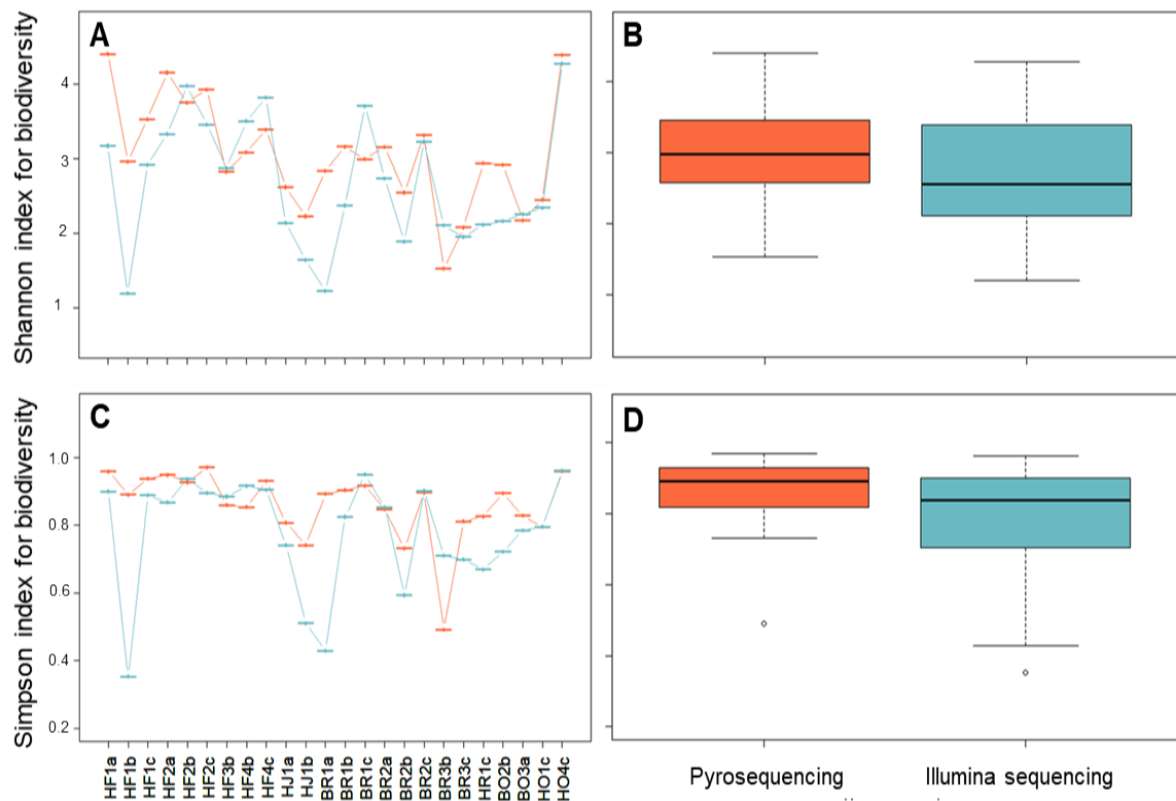 A
B
Shannon index for biodiversity
4
3
2
1
C
D
Simpson index for biodiversity
1.0
0.8
0.6
0.4
0.2
HF1a
HF1b
HF1c
HF2a
HF2b
HF2c
HF3b
HF4b
HF4c
HJ1a
HJ1b
BR1a
BR1b
BR1c
BR2a
BR2b
BR2c
BR3b
BR3c
HR1c
BO2b
BO3a
HO1c
HO4c
Pyrosequencing
Illumina sequencing